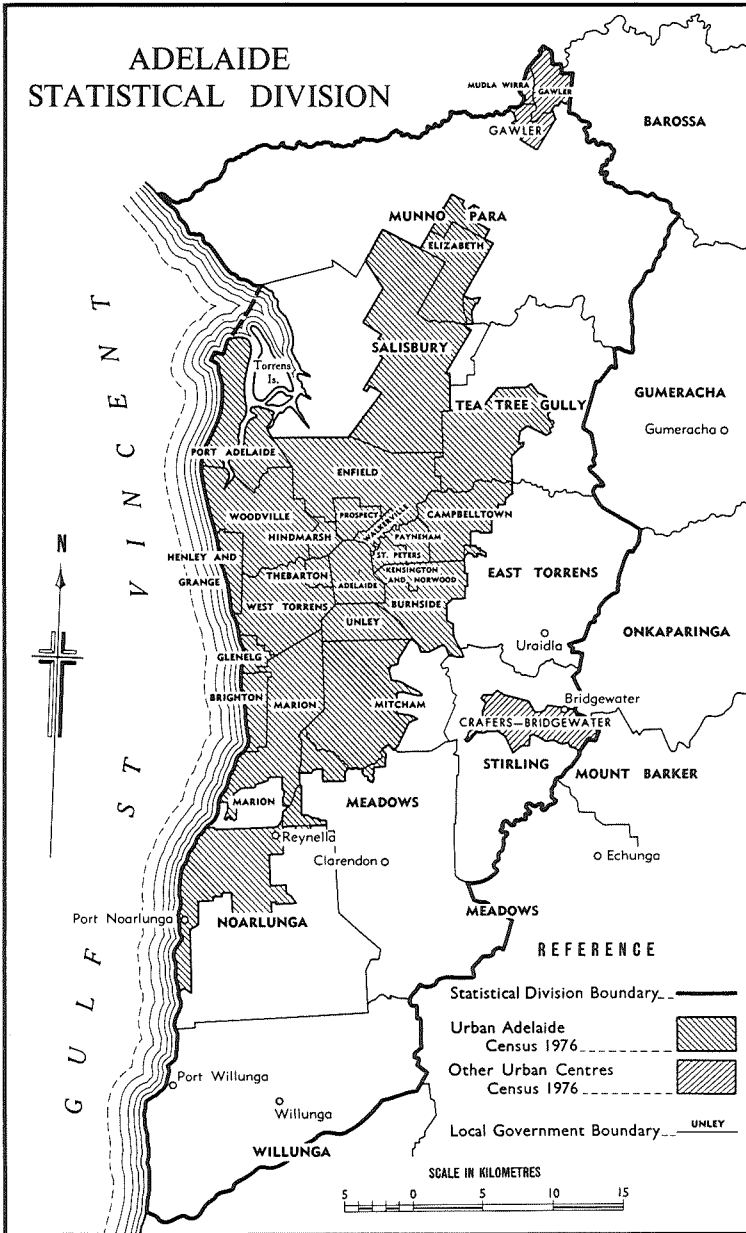 ADELAIDE
STATISTICAL DIVISION
MUDLA WIRRA
GAWLER
GAWLER
BAROSSA
MUNNO PARA
ELIZABETH
SALISBURY
Torrens
Is.
TEA TREE GULLY
GUMERACHA
Gumeracha
PORT ADELAIDE
ENFIELD
WOODVILLE
PROSPECT
WALKERVILLE
CAMPBELLTOWN
HINDMARSH
PAYNEHAM
ST. PETERS
HENLEY AND
GRANGE
THEBARTON
ADELAIDE
KENSINGTON
AND NORWOOD
EAST TORRENS
WEST TORRENS
BURNSIDE
UNLEY
Uraidla
ONKAPARINGA
GLENELG
BRIGHTON
MARION
MITCHAM
Bridgewater
CRAFERS—BRIDGEWATER
STIRLING
MOUNT BARKER
MARION
MEADOWS
Reynella
Clarendon
Echunga
Port Noarlunga
NOARLUNGA
MEADOWS
GULF ST VINCENT
N
Port Willunga
Willunga
WILLUNGA
REFERENCE
Statistical Division Boundary
Urban Adelaide
Census 1976
Other Urban Centres
Census 1976
Local Government Boundary
UNLEY
SCALE IN KILOMETRES
5 0 5 10 15